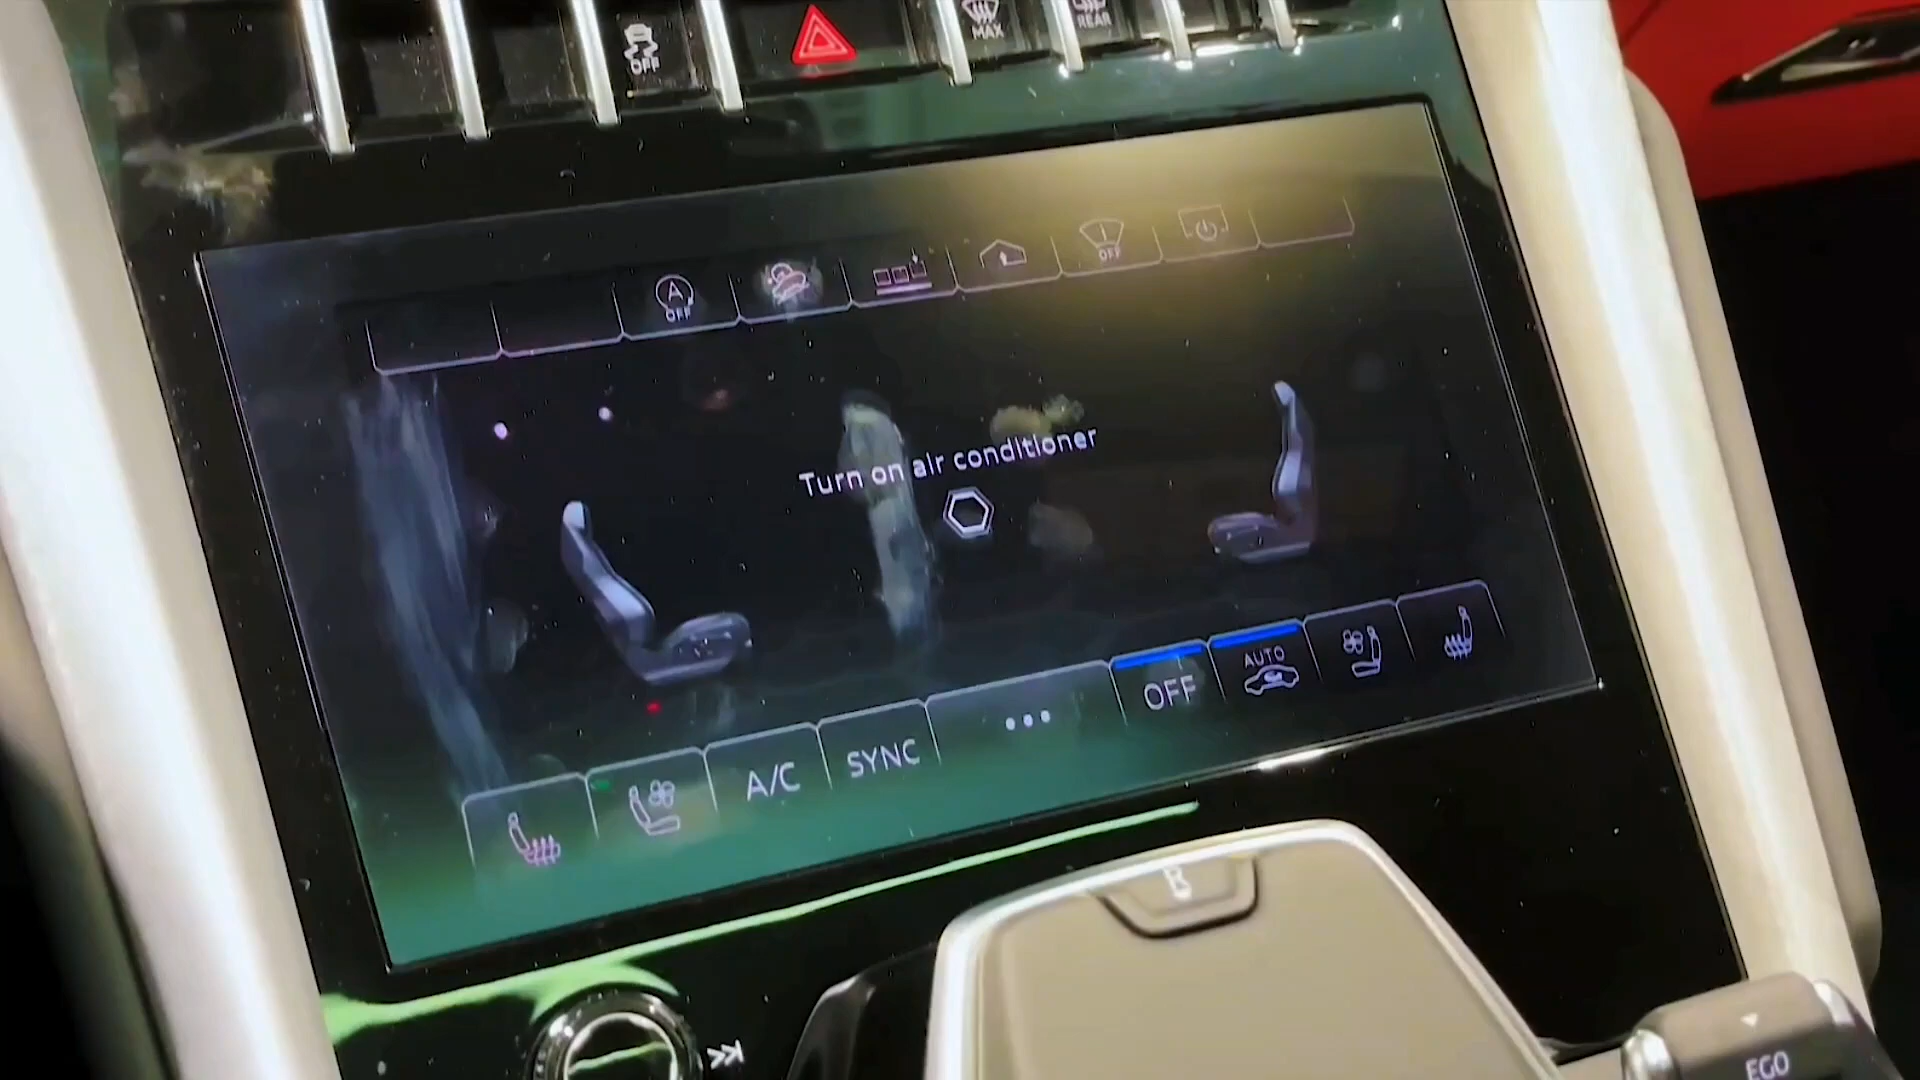 OFF
MAX
REAR
A
OFF
OFF
Turn on air conditioner
A/C
SYNC
OFF
AUTO
R
EGO